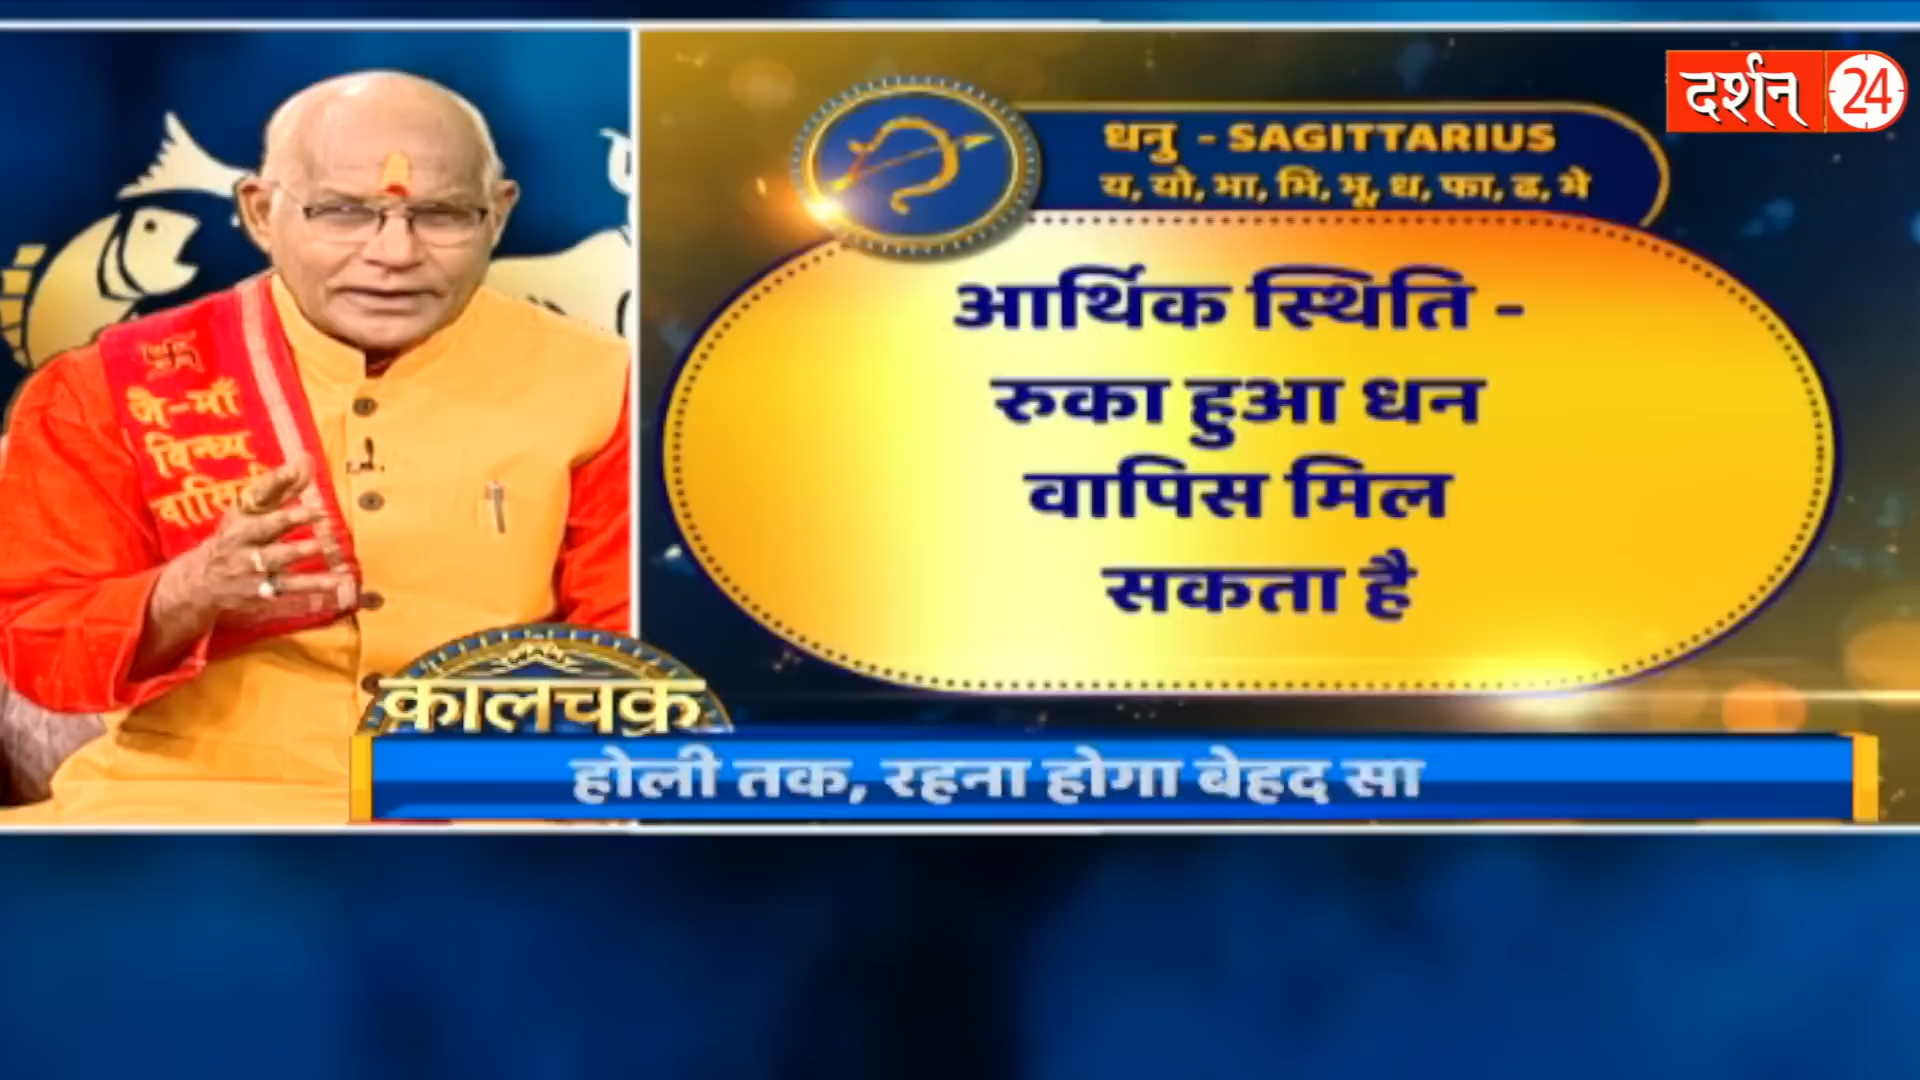 दर्शन 24
धनु - SAGITTARIUS
य, यो, भा, भि, भू, ध, फा, ढ, भे
आर्थिक स्थिति -
रुका हुआ धन
वापिस मिल
सकता है
जै-माँ
विन्ध्य
कालचक्र
होली तक, रहना होगा बेहद सा